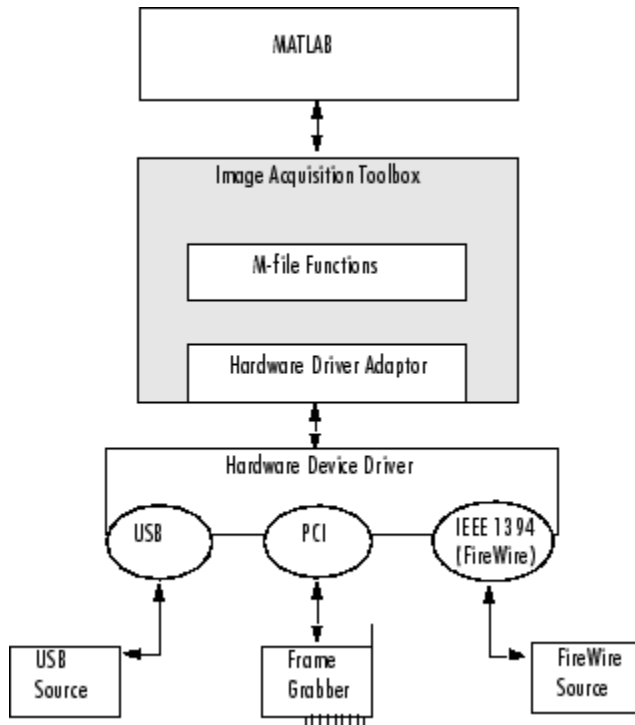 MATLAB
Image Acquisition Toolbox
M-file Functions
Hardware Driver Adaptor
Hardware Device Driver
USB
PCI
IEEE 1394
(FireWire)
USB
Source
Frame
Grabber
FireWire
Source